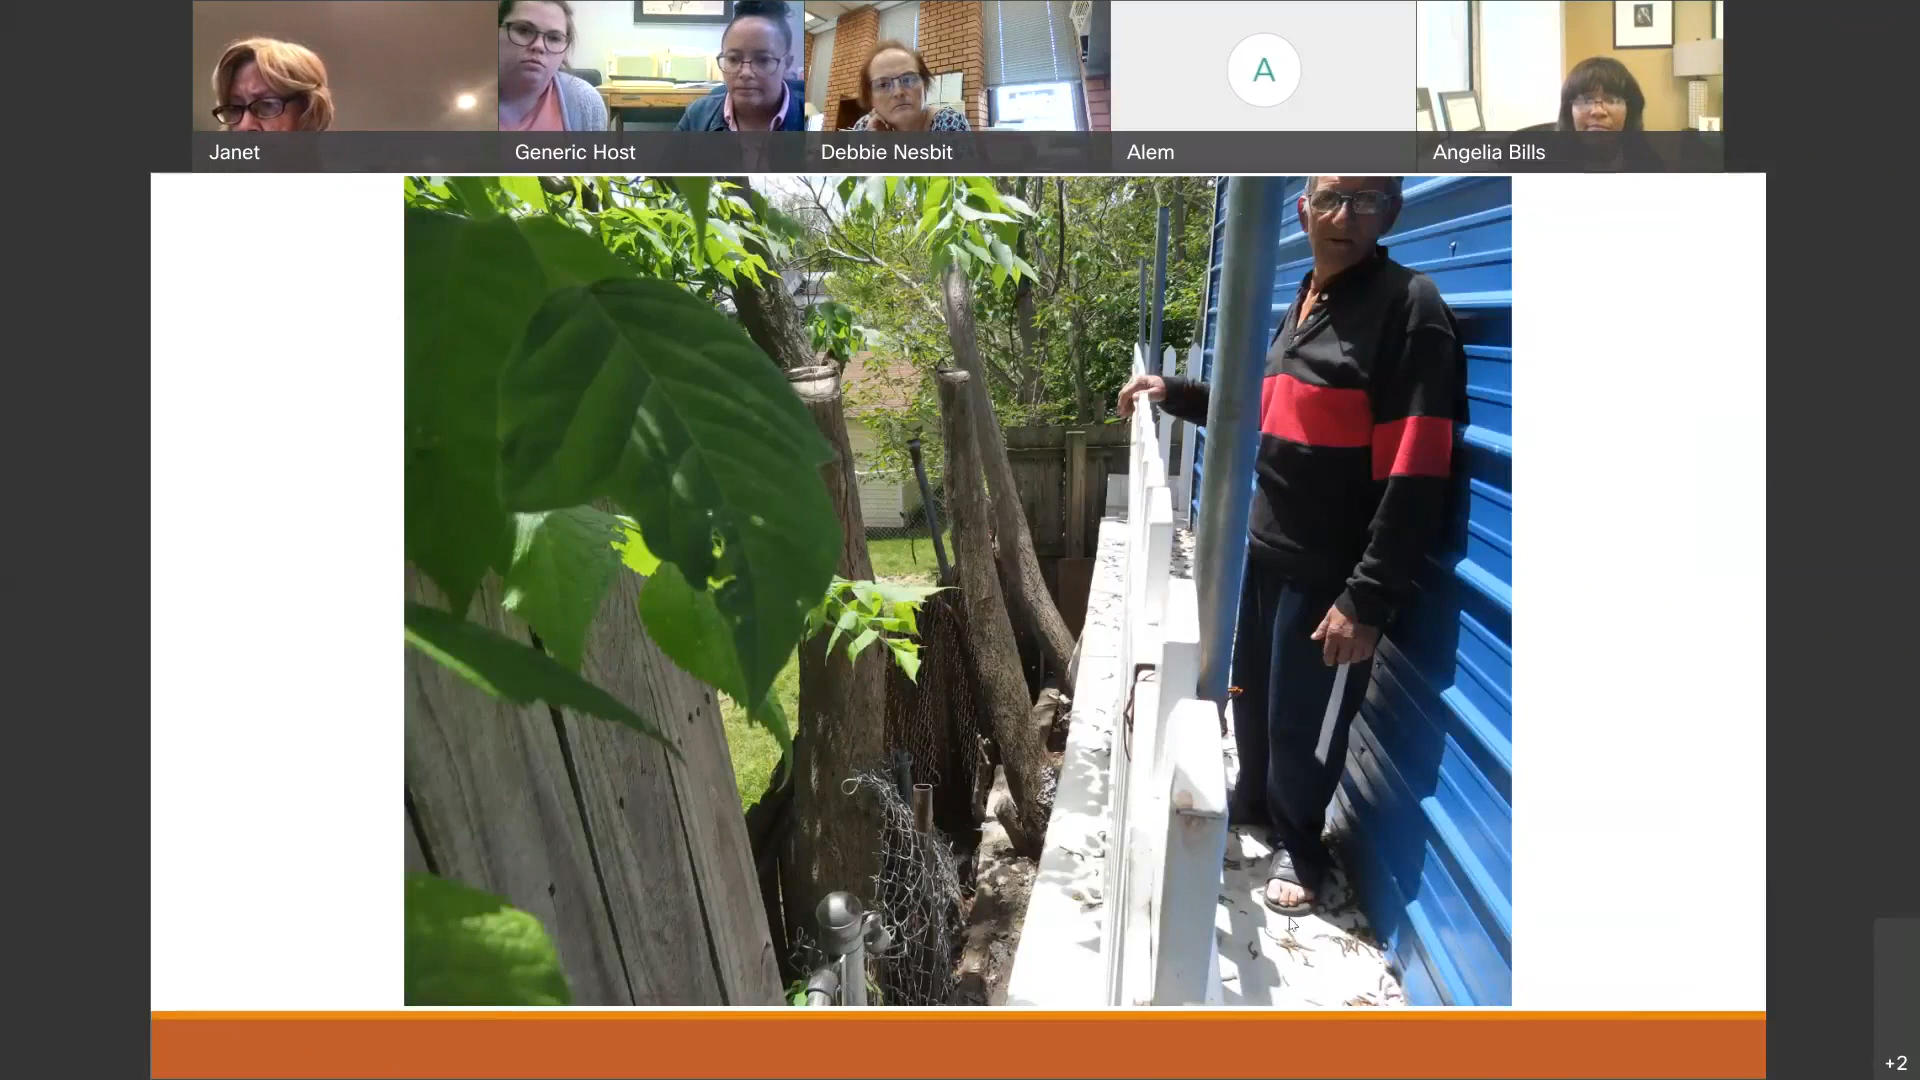 Janet
Generic Host
Debbie Nesbit
A
Alem
Angelia Bills
+2